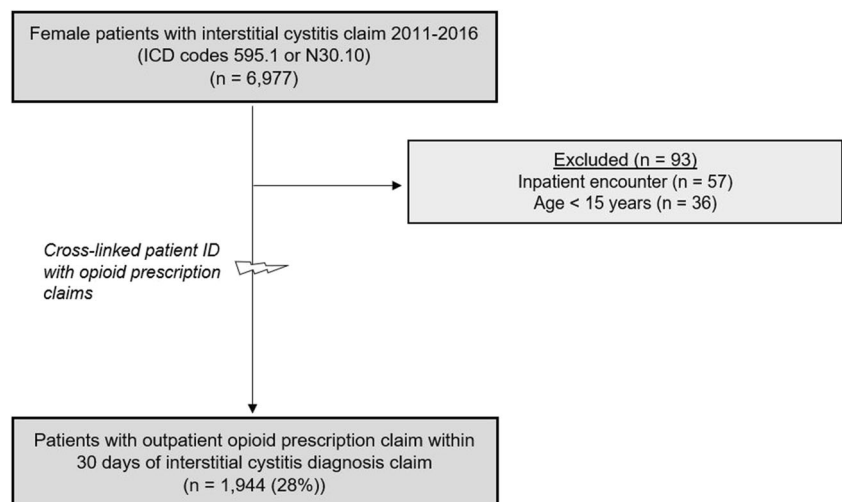 Female patients with interstitial cystitis claim 2011-2016
(ICD codes 595.1 or N30.10)
(n = 6,977)
Excluded (n = 93)
Inpatient encounter (n = 57)
Age < 15 years (n = 36)
Cross-linked patient ID
with opioid prescription
claims
Patients with outpatient opioid prescription claim within
30 days of interstitial cystitis diagnosis claim
(n = 1,944 (28%))